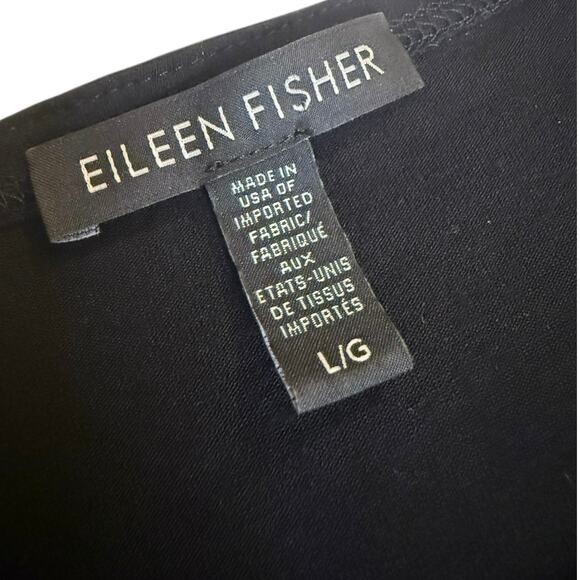 EILEEN FISHER
MADE IN
USA OF
IMPORTED
FABRIC/
FABRIQUÉ
AUX
ETATS-UNIS
DE TISSUS
IMPORTÉS
L/G